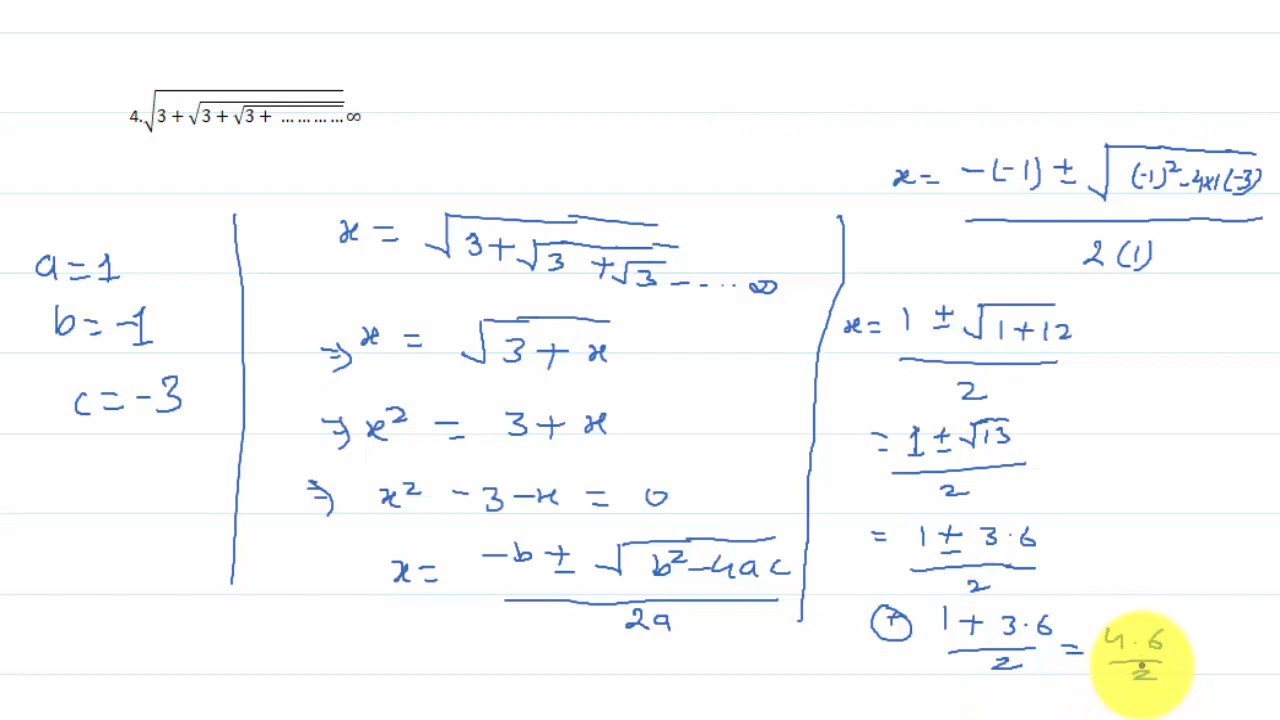 4. √3 + √3 + √3 + ... ... ... ... ∞
a = 1
b = -1
c = -3
x = √3 + √3 + √3 - - . . . ∞
⇒ x = √3 + x
⇒ x² = 3 + x
⇒ x² - 3 - x = 0
x = -b ± √b² - 4ac / 2a
x = -(-1) ± √(-1)² - 4x1(-3) / 2(1)
x = 1 ± √1+12 / 2
= 1 ± √13 / 2
= 1 ± 3.6 / 2
+ 1 + 3.6 / 2 = 4.6 / 2